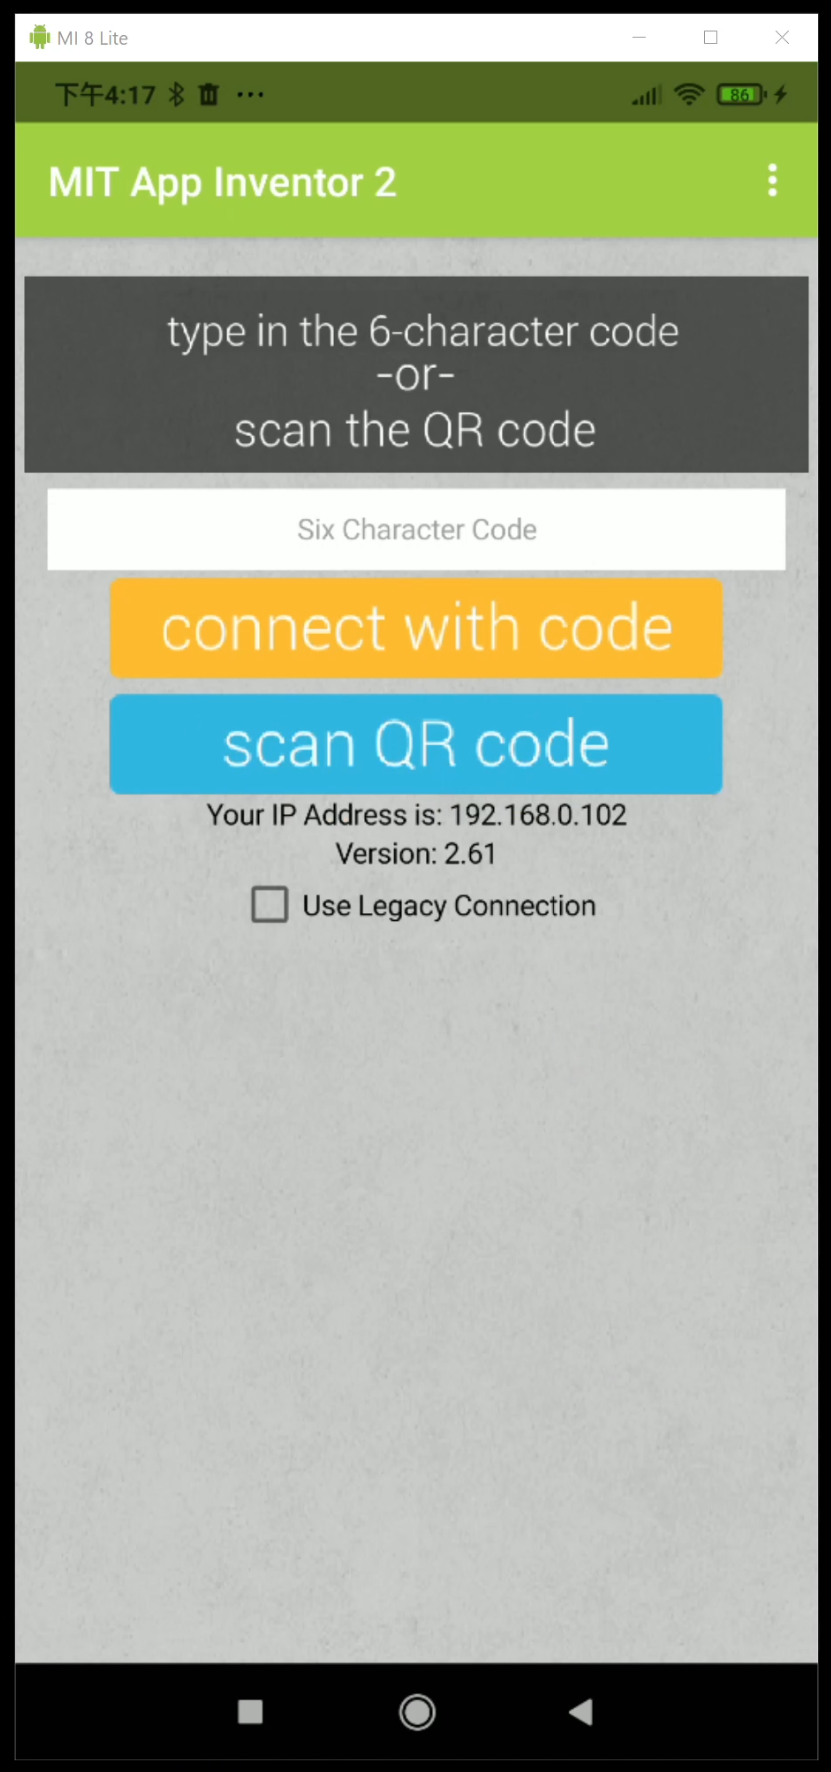 MI 8 Lite
下午4:17
86
MIT App Inventor 2
type in the 6-character code
-or-
scan the QR code
Six Character Code
connect with code
scan QR code
Your IP Address is: 192.168.0.102
Version: 2.61
Use Legacy Connection